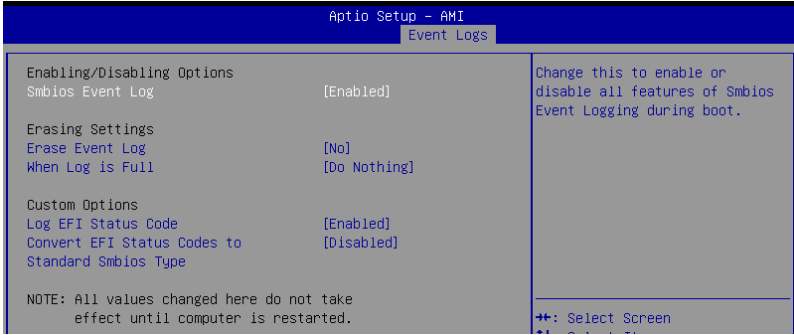 Aptio Setup – AMI
Event Logs
Enabling/Disabling Options
Smbios Event Log [Enabled]
Erasing Settings
Erase Event Log [No]
When Log is Full [Do Nothing]
Custom Options
Log EFI Status Code [Enabled]
Convert EFI Status Codes to [Disabled]
Standard Smbios Type
NOTE: All values changed here do not take
effect until computer is restarted.
Change this to enable or
disable all features of Smbios
Event Logging during boot.
→←: Select Screen